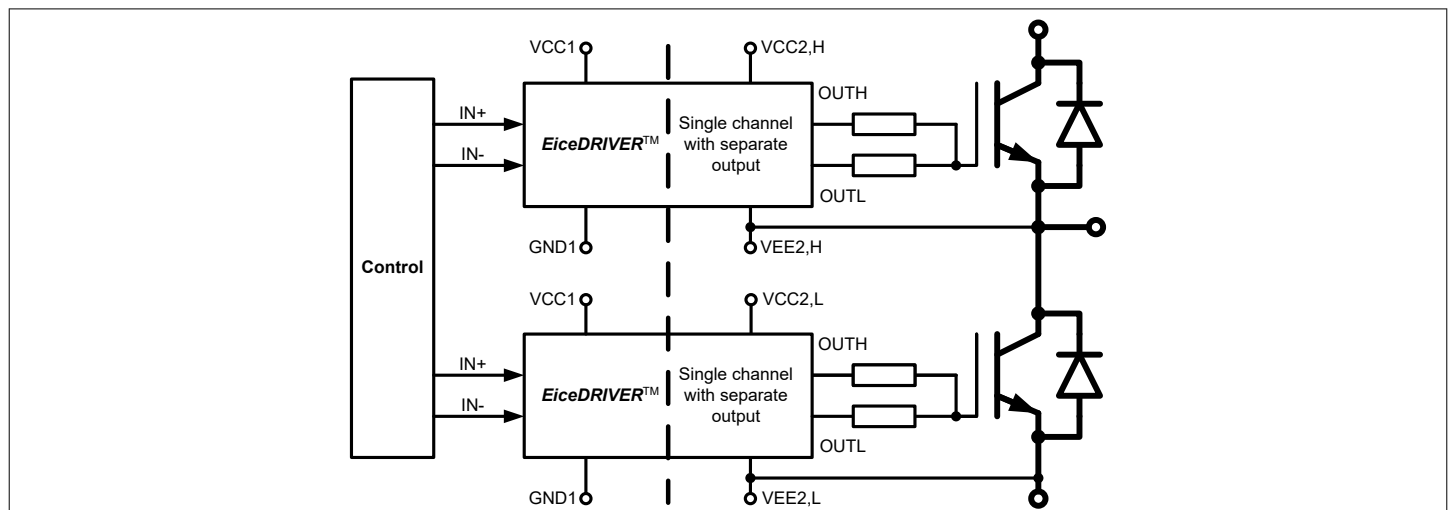 VCC1
VCC2,H
OUTH
IN+
IN-
EiceDRIVER™
Single channel
with separate
output
OUTL
GND1
VEE2,H
Control
VCC1
VCC2,L
OUTH
IN+
IN-
EiceDRIVER™
Single channel
with separate
output
OUTL
GND1
VEE2,L